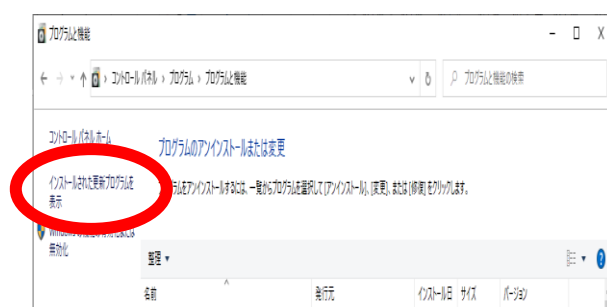 プログラムと機能
コントロール パネル › プログラム › プログラムと機能
プログラムと機能の検索
コントロール パネル ホーム
インストールされた更新プログラムを
表示
無効化
プログラムのアンインストールまたは変更
ラムをアンインストールするには、一覧からプログラムを選択して [アンインストール]、[変更]、または [修復] をクリックします。
整理
名前 発行元 インストール日 サイズ バージョン